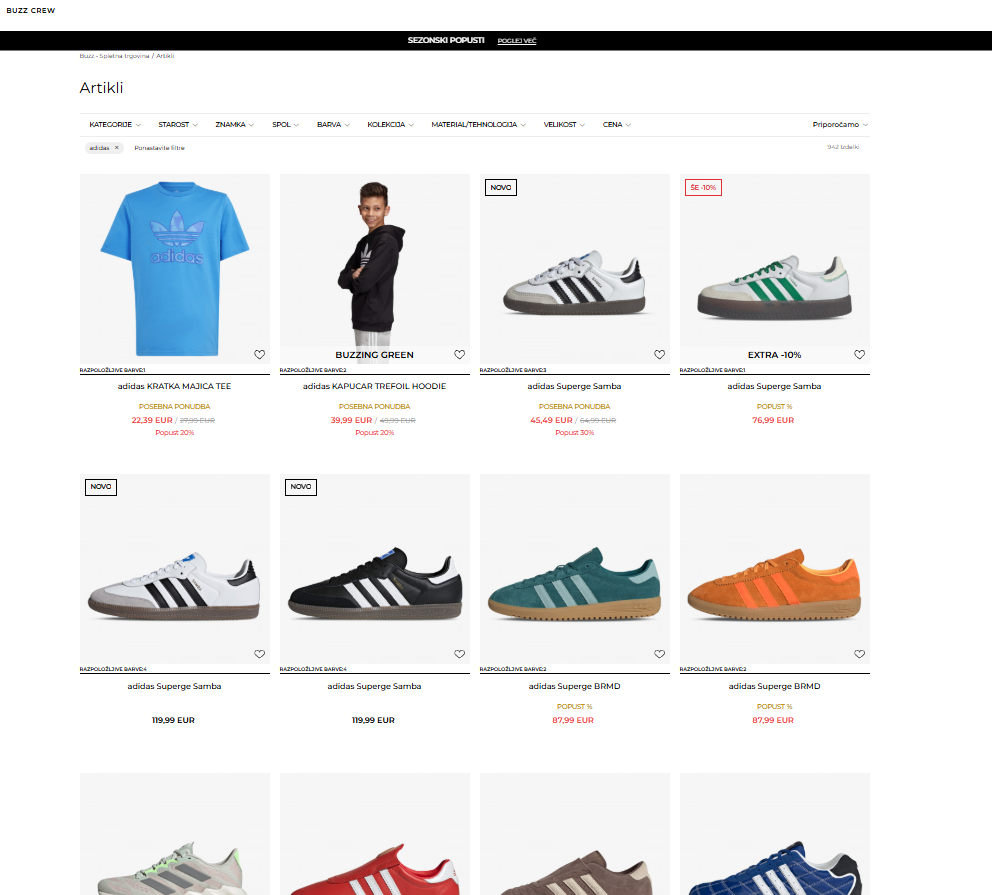 BUZZ CREW
SEZONSKI POPUSTI POGLEJ VEČ
Buzz - Spletna trgovina / Artikli
Artikli
KATEGORIJE STAROST ZNAMKA SPOL BARVA KOLEKCIJA MATERIAL/TEHNOLOGIJA VELIKOST CENA Priporočamo
adidas × Ponastavite filtre 942 Izdelki
NOVO ŠE -10%
adidas
BUZZING GREEN EXTRA -10%
RAZPOLOŽLJIVE BARVE:1 RAZPOLOŽLJIVE BARVE:2 RAZPOLOŽLJIVE BARVE:3 RAZPOLOŽLJIVE BARVE:1
adidas KRATKA MAJICA TEE adidas KAPUCAR TREFOIL HOODIE adidas Superge Samba adidas Superge Samba
POSEBNA PONUDBA POSEBNA PONUDBA POSEBNA PONUDBA POPUST %
22,39 EUR / 27,99 EUR 39,99 EUR / 49,99 EUR 45,49 EUR / 64,99 EUR 76,99 EUR
Popust 20% Popust 20% Popust 30%
NOVO NOVO
RAZPOLOŽLJIVE BARVE:4 RAZPOLOŽLJIVE BARVE:4 RAZPOLOŽLJIVE BARVE:2 RAZPOLOŽLJIVE BARVE:2
adidas Superge Samba adidas Superge Samba adidas Superge BRMD adidas Superge BRMD
POPUST % POPUST %
119,99 EUR 119,99 EUR 87,99 EUR 87,99 EUR